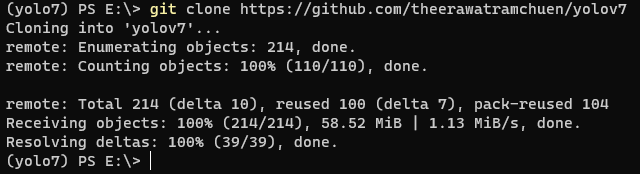 (yolo7) PS E:\> git clone https://github.com/theerawatramchuen/yolov7
Cloning into 'yolov7'...
remote: Enumerating objects: 214, done.
remote: Counting objects: 100% (110/110), done.
remote: Total 214 (delta 10), reused 100 (delta 7), pack-reused 104
Receiving objects: 100% (214/214), 58.52 MiB | 1.13 MiB/s, done.
Resolving deltas: 100% (39/39), done.
(yolo7) PS E:\>